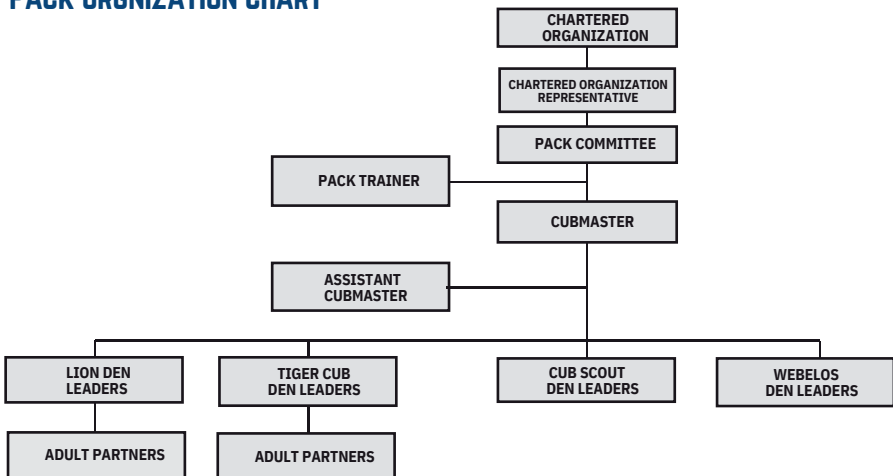 PACK ORGNIZATION CHART
CHARTERED
ORGANIZATION
CHARTERED ORGANIZATION
REPRESENTATIVE
PACK COMMITTEE
PACK TRAINER
CUBMASTER
ASSISTANT
CUBMASTER
LION DEN
LEADERS
TIGER CUB
DEN LEADERS
CUB SCOUT
DEN LEADERS
WEBELOS
DEN LEADERS
ADULT PARTNERS
ADULT PARTNERS